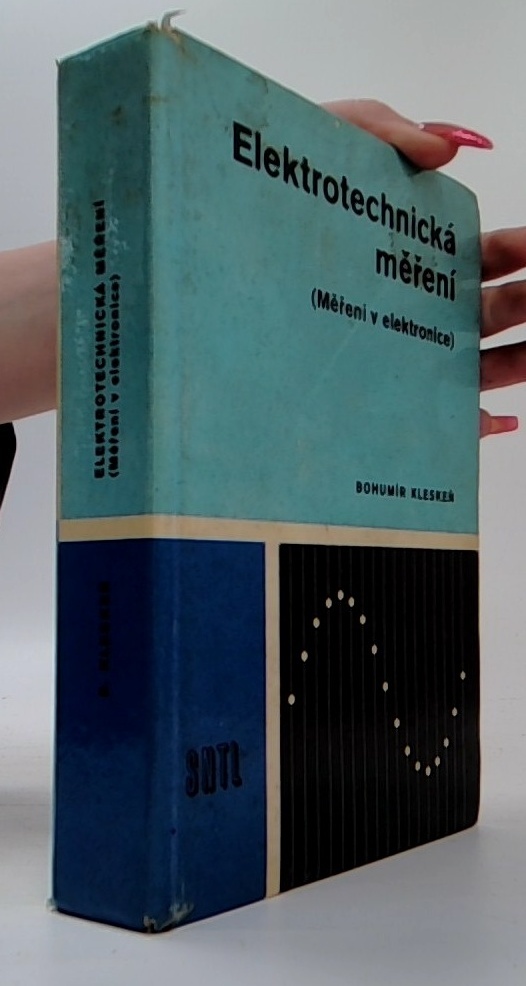 Elektrotechnická
měření
(Měření v elektronice)
BOHUMÍR KLESKEŇ
SNTL
ELEKTROTECHNICKÁ MĚŘENÍ
(Měření v elektronice)
B. KLESKEŇ